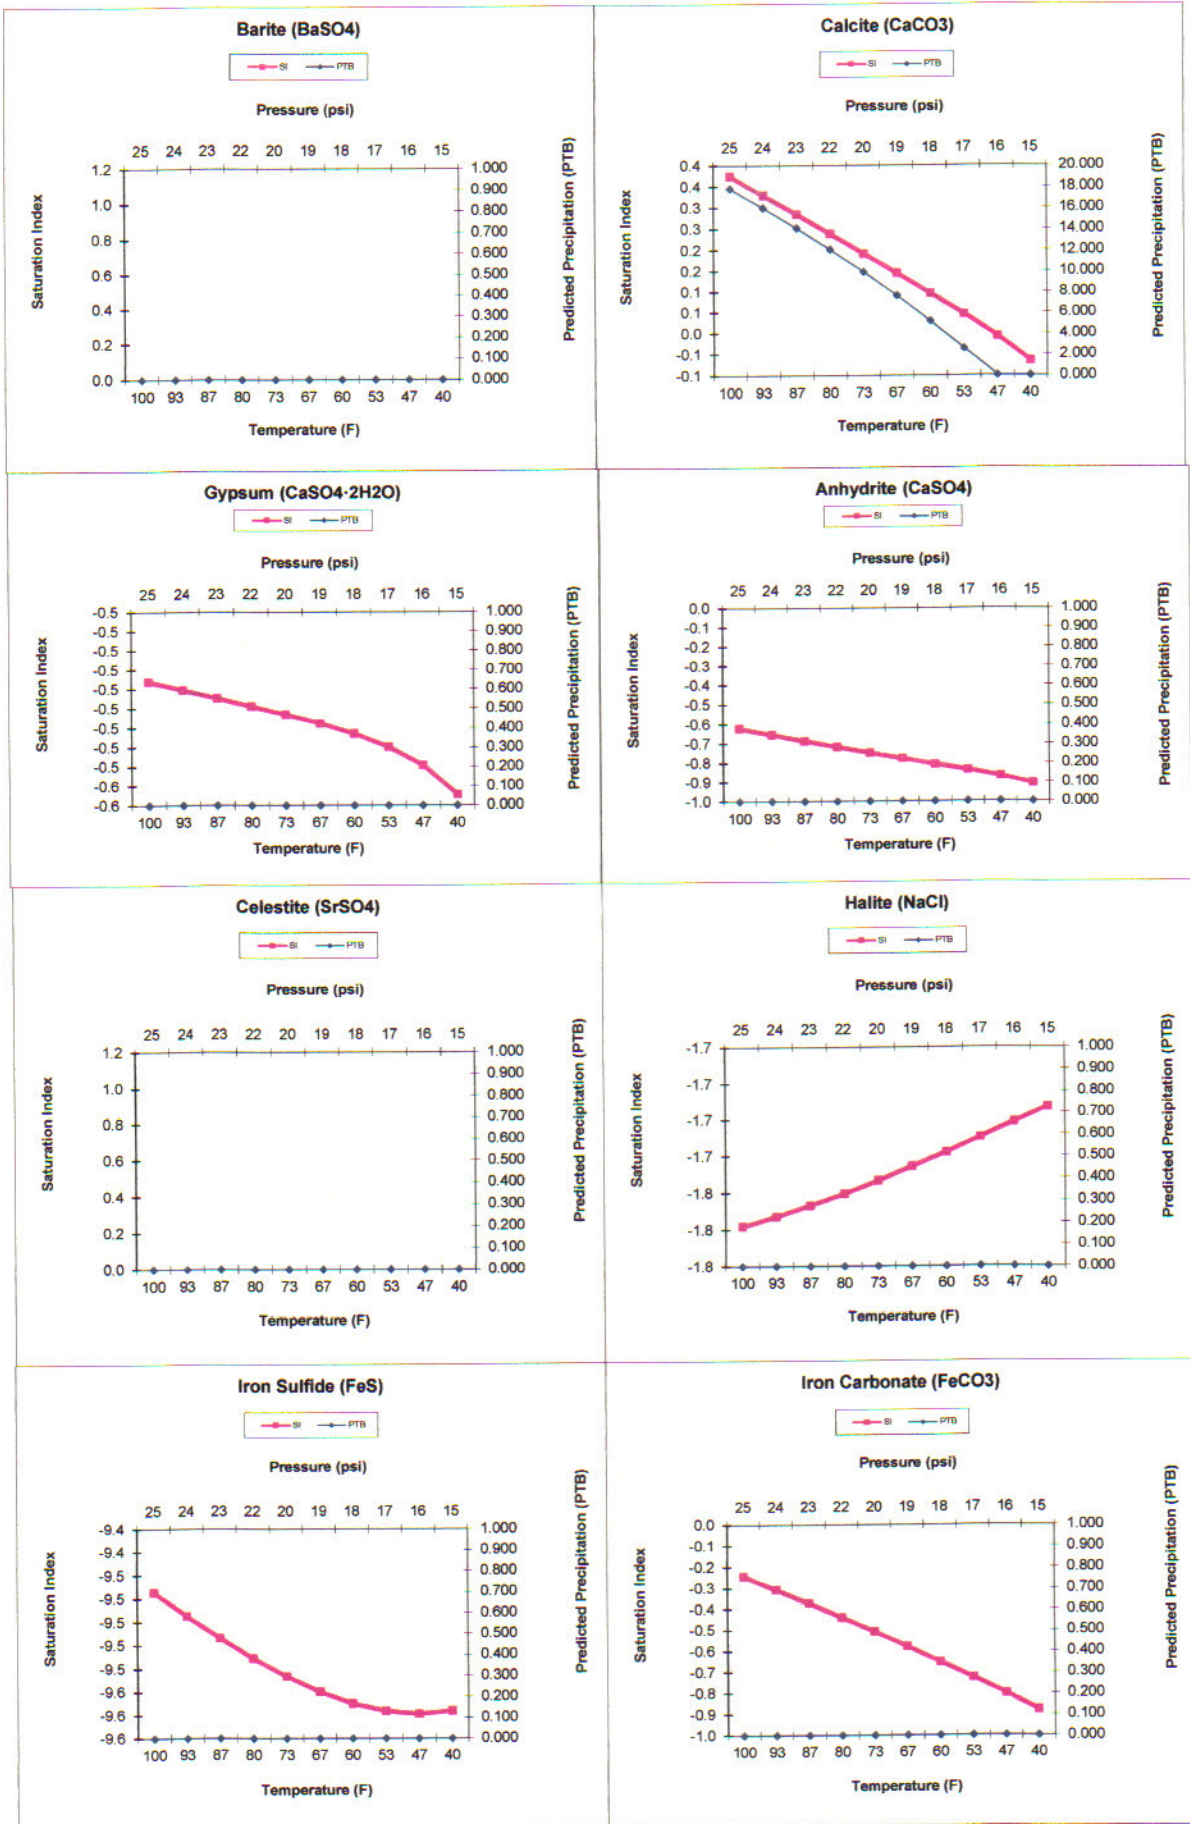 Barite (BaSO4)
SI PTB
Pressure (psi)
25 24 23 22 20 19 18 17 16 15
Saturation Index
1.2
1.0
0.8
0.6
0.4
0.2
0.0
1.000
0.900
0.800
0.700
0.600
0.500
0.400
0.300
0.200
0.100
0.000
Predicted Precipitation (PTB)
100 93 87 80 73 67 60 53 47 40
Temperature (F)
Calcite (CaCO3)
SI PTB
Pressure (psi)
25 24 23 22 20 19 18 17 16 15
Saturation Index
0.4
0.4
0.3
0.3
0.2
0.2
0.1
0.1
0.0
-0.1
-0.1
20.000
18.000
16.000
14.000
12.000
10.000
8.000
6.000
4.000
2.000
0.000
Predicted Precipitation (PTB)
100 93 87 80 73 67 60 53 47 40
Temperature (F)
Gypsum (CaSO4·2H2O)
SI PTB
Pressure (psi)
25 24 23 22 20 19 18 17 16 15
Saturation Index
-0.5
-0.5
-0.5
-0.5
-0.5
-0.5
-0.5
-0.5
-0.5
-0.6
-0.6
1.000
0.900
0.800
0.700
0.600
0.500
0.400
0.300
0.200
0.100
0.000
Predicted Precipitation (PTB)
100 93 87 80 73 67 60 53 47 40
Temperature (F)
Anhydrite (CaSO4)
SI PTB
Pressure (psi)
25 24 23 22 20 19 18 17 16 15
Saturation Index
0.0
-0.1
-0.2
-0.3
-0.4
-0.5
-0.6
-0.7
-0.8
-0.9
-1.0
1.000
0.900
0.800
0.700
0.600
0.500
0.400
0.300
0.200
0.100
0.000
Predicted Precipitation (PTB)
100 93 87 80 73 67 60 53 47 40
Temperature (F)
Celestite (SrSO4)
SI PTB
Pressure (psi)
25 24 23 22 20 19 18 17 16 15
Saturation Index
1.2
1.0
0.8
0.6
0.4
0.2
0.0
1.000
0.900
0.800
0.700
0.600
0.500
0.400
0.300
0.200
0.100
0.000
Predicted Precipitation (PTB)
100 93 87 80 73 67 60 53 47 40
Temperature (F)
Halite (NaCl)
SI PTB
Pressure (psi)
25 24 23 22 20 19 18 17 16 15
Saturation Index
-1.7
-1.7
-1.7
-1.7
-1.8
-1.8
-1.8
1.000
0.900
0.800
0.700
0.600
0.500
0.400
0.300
0.200
0.100
0.000
Predicted Precipitation (PTB)
100 93 87 80 73 67 60 53 47 40
Temperature (F)
Iron Sulfide (FeS)
SI PTB
Pressure (psi)
25 24 23 22 20 19 18 17 16 15
Saturation Index
-9.4
-9.4
-9.5
-9.5
-9.5
-9.5
-9.5
-9.6
-9.6
-9.6
1.000
0.900
0.800
0.700
0.600
0.500
0.400
0.300
0.200
0.100
0.000
Predicted Precipitation (PTB)
100 93 87 80 73 67 60 53 47 40
Temperature (F)
Iron Carbonate (FeCO3)
SI PTB
Pressure (psi)
25 24 23 22 20 19 18 17 16 15
Saturation Index
0.0
-0.1
-0.2
-0.3
-0.4
-0.5
-0.6
-0.7
-0.8
-0.9
-1.0
1.000
0.900
0.800
0.700
0.600
0.500
0.400
0.300
0.200
0.100
0.000
Predicted Precipitation (PTB)
100 93 87 80 73 67 60 53 47 40
Temperature (F)